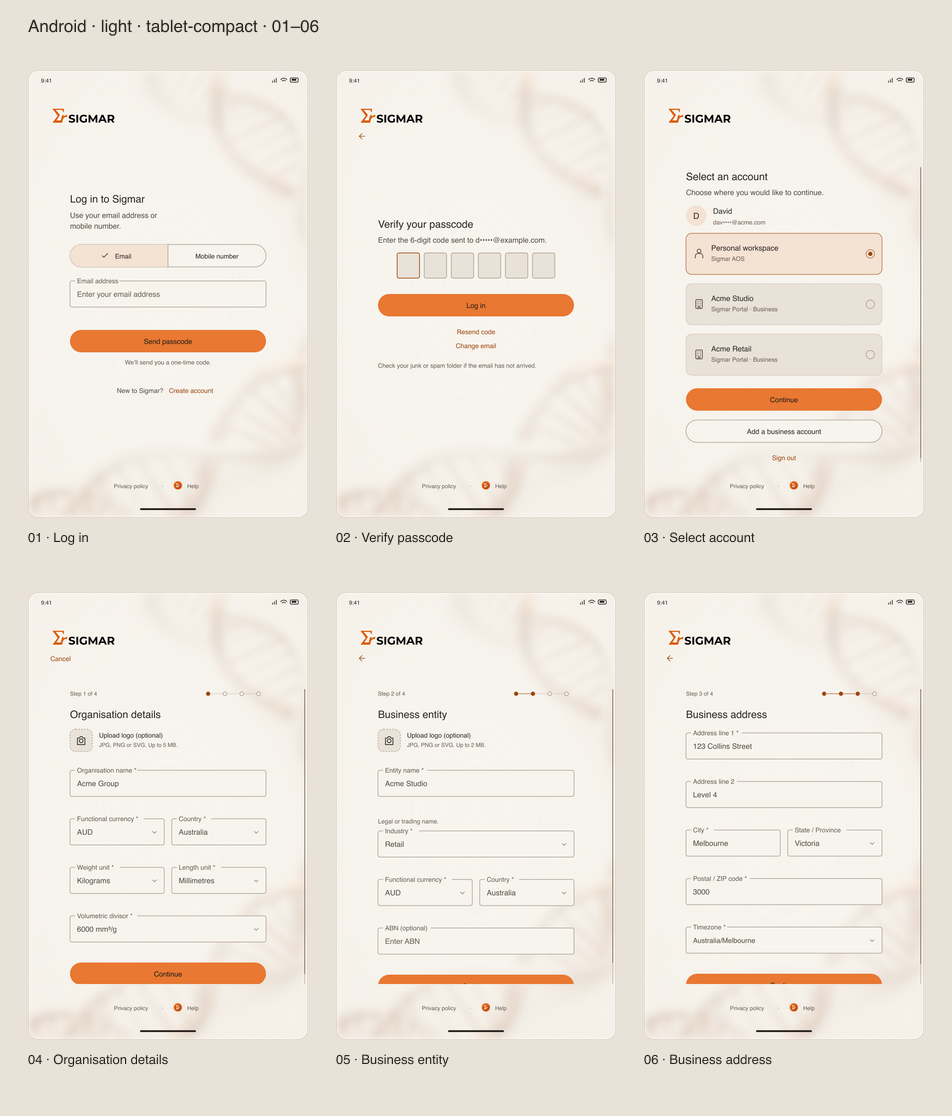 Android · light · tablet-compact · 01–06
9:41
SIGMAR
Log in to Sigmar
Use your email address or
mobile number.
Email
Mobile number
Email address
Enter your email address
Send passcode
We'll send you a one-time code.
New to Sigmar? Create account
Privacy policy · Help
01 · Log in
9:41
SIGMAR
Verify your passcode
Enter the 6-digit code sent to d•••••@example.com.
Log in
Resend code
Change email
Check your junk or spam folder if the email has not arrived.
Privacy policy · Help
02 · Verify passcode
9:41
SIGMAR
Select an account
Choose where you would like to continue.
D
David
dav••••@acme.com
Personal workspace
Sigmar AOS
Acme Studio
Sigmar Portal · Business
Acme Retail
Sigmar Portal · Business
Continue
Add a business account
Sign out
Privacy policy · Help
03 · Select account
9:41
SIGMAR
Cancel
Step 1 of 4
Organisation details
Upload logo (optional)
JPG, PNG or SVG. Up to 5 MB.
Organisation name *
Acme Group
Functional currency *
AUD
Country *
Australia
Weight unit *
Kilograms
Length unit *
Millimetres
Volumetric divisor *
6000 mm³/g
Continue
Privacy policy · Help
04 · Organisation details
9:41
SIGMAR
Step 2 of 4
Business entity
Upload logo (optional)
JPG, PNG or SVG. Up to 2 MB.
Entity name *
Acme Studio
Legal or trading name.
Industry *
Retail
Functional currency *
AUD
Country *
Australia
ABN (optional)
Enter ABN
Privacy policy · Help
05 · Business entity
9:41
SIGMAR
Step 3 of 4
Business address
Address line 1 *
123 Collins Street
Address line 2
Level 4
City *
Melbourne
State / Province
Victoria
Postal / ZIP code *
3000
Timezone *
Australia/Melbourne
Privacy policy · Help
06 · Business address